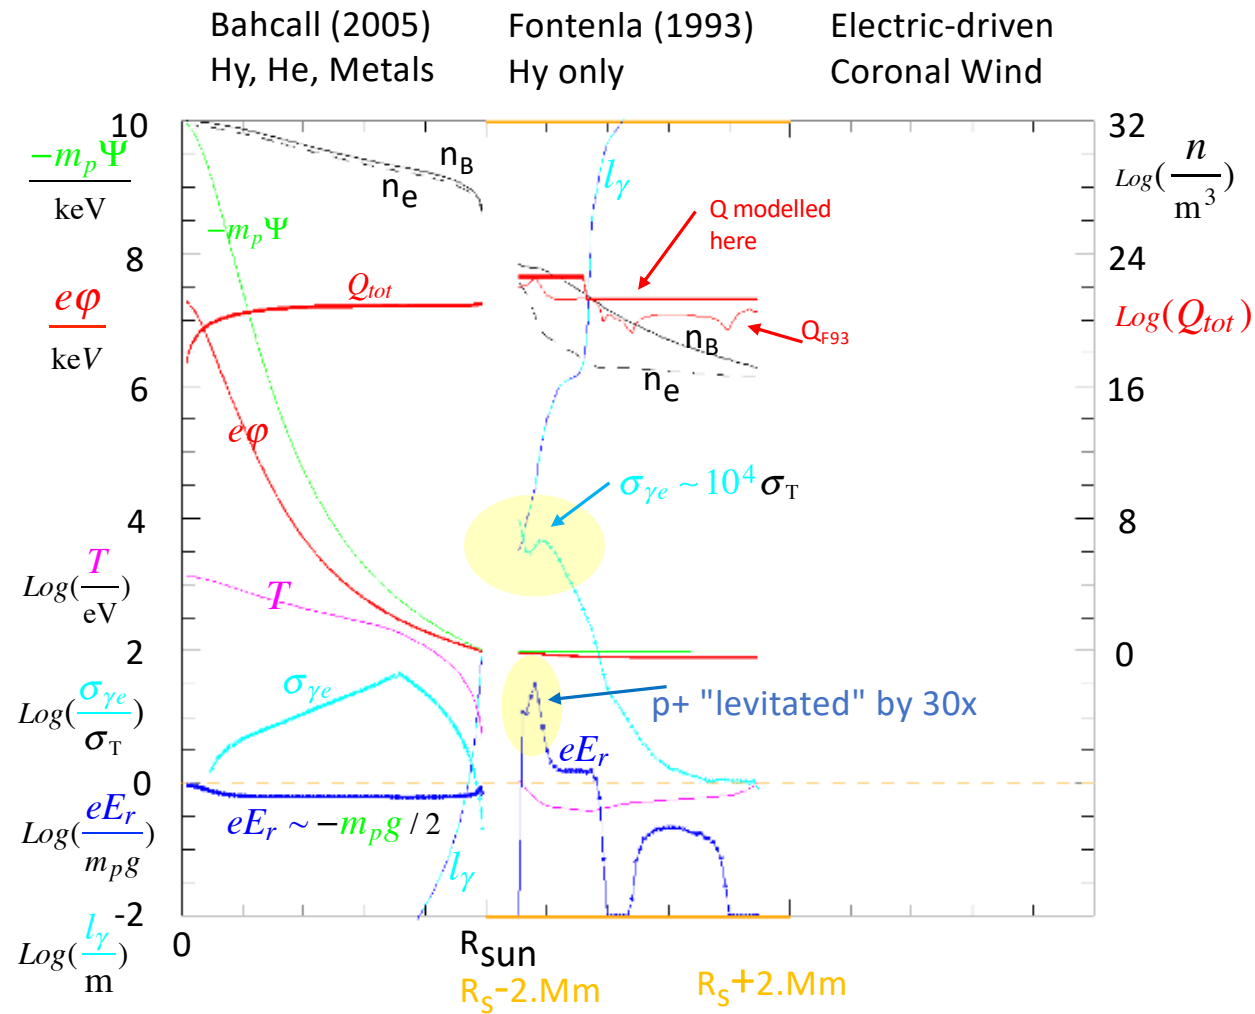 Bahcall (2005)
Hy, He, Metals
Fontenla (1993)
Hy only
Electric-driven
Coronal Wind
10
8
6
4
2
0
-2
−m_pΨ / keV
eφ / keV
Log(T / eV)
Log(σ_γe / σ_T)
Log(eE_r / m_p g)
Log(l_γ / m)
n_B
n_e
−m_pΨ
Q_tot
eφ
T
σ_γe
eE_r ~ −m_p g / 2
l_γ
l_γ
Q modelled
here
Q_F93
n_B
n_e
σ_γe ~ 10^4 σ_T
p+ "levitated" by 30x
eE_r
32
24
16
8
0
Log(n / m^3)
Log(Q_tot)
0
R_sun
R_S-2.Mm
R_S+2.Mm